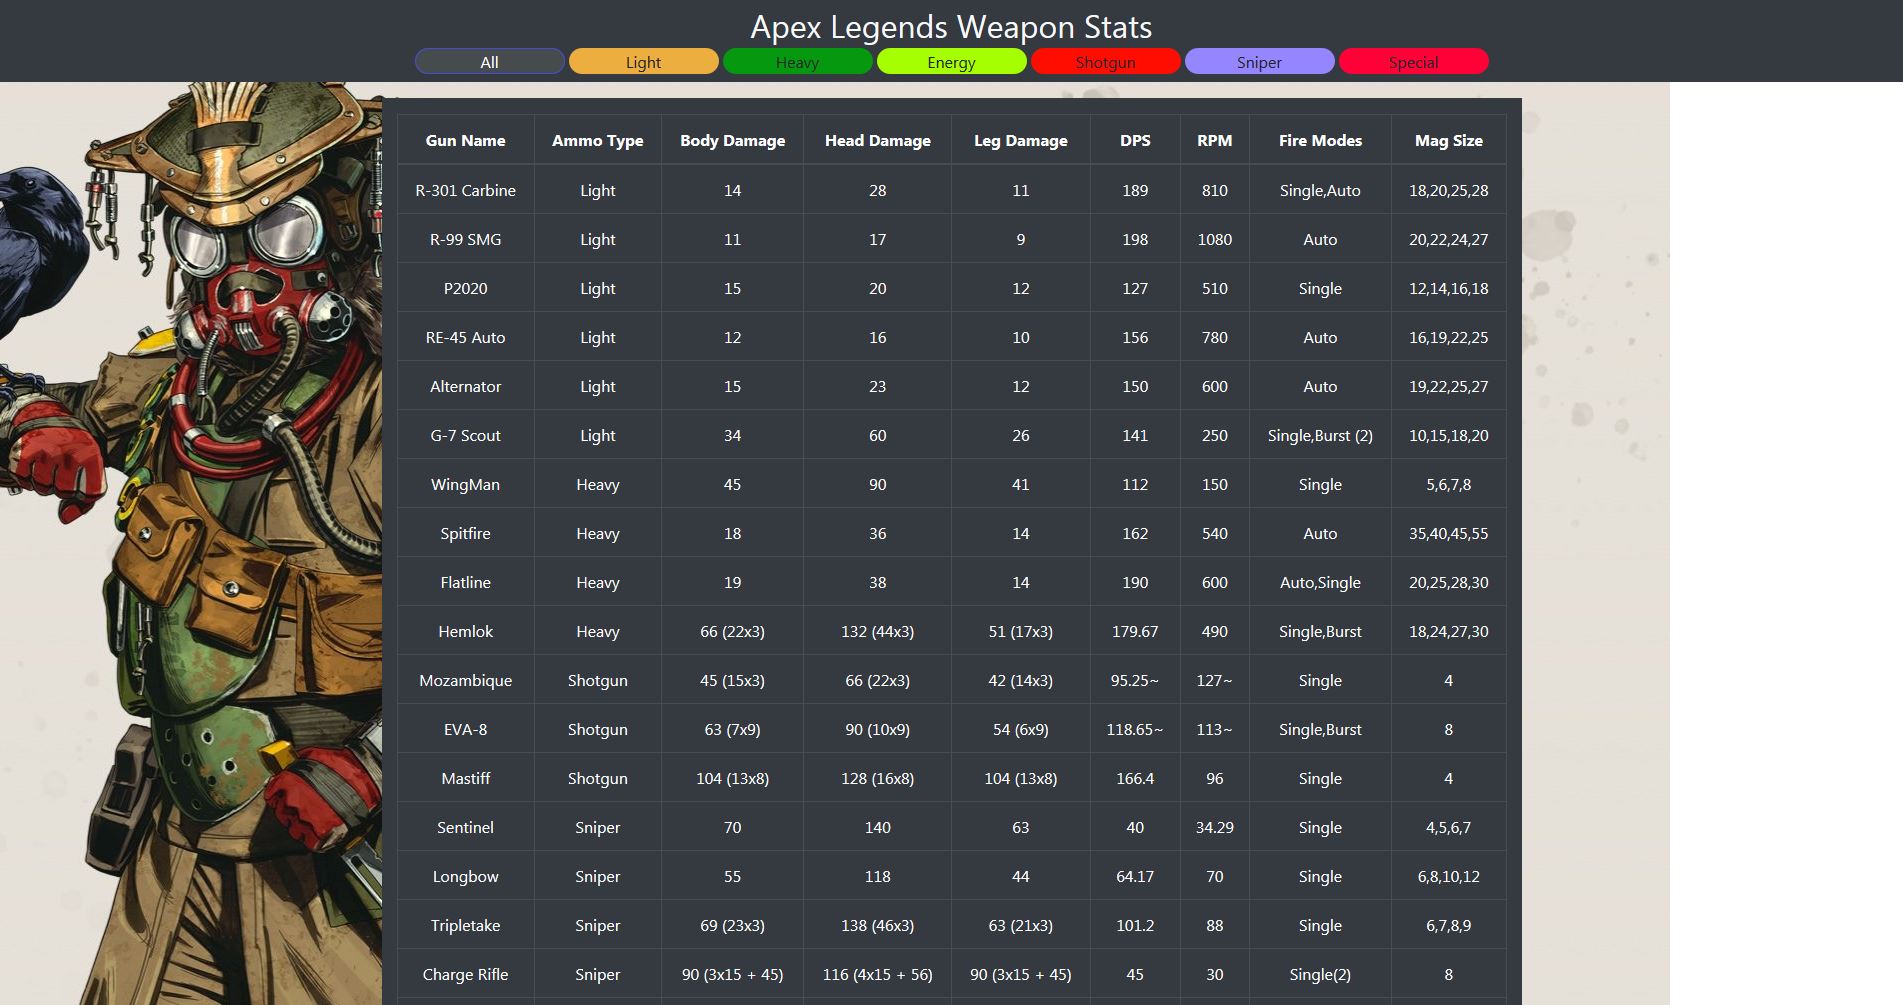 Apex Legends Weapon Stats
All Light Heavy Energy Shotgun Sniper Special
Gun Name Ammo Type Body Damage Head Damage Leg Damage DPS RPM Fire Modes Mag Size
R-301 Carbine Light 14 28 11 189 810 Single,Auto 18,20,25,28
R-99 SMG Light 11 17 9 198 1080 Auto 20,22,24,27
P2020 Light 15 20 12 127 510 Single 12,14,16,18
RE-45 Auto Light 12 16 10 156 780 Auto 16,19,22,25
Alternator Light 15 23 12 150 600 Auto 19,22,25,27
G-7 Scout Light 34 60 26 141 250 Single,Burst (2) 10,15,18,20
WingMan Heavy 45 90 41 112 150 Single 5,6,7,8
Spitfire Heavy 18 36 14 162 540 Auto 35,40,45,55
Flatline Heavy 19 38 14 190 600 Auto,Single 20,25,28,30
Hemlok Heavy 66 (22x3) 132 (44x3) 51 (17x3) 179.67 490 Single,Burst 18,24,27,30
Mozambique Shotgun 45 (15x3) 66 (22x3) 42 (14x3) 95.25~ 127~ Single 4
EVA-8 Shotgun 63 (7x9) 90 (10x9) 54 (6x9) 118.65~ 113~ Single,Burst 8
Mastiff Shotgun 104 (13x8) 128 (16x8) 104 (13x8) 166.4 96 Single 4
Sentinel Sniper 70 140 63 40 34.29 Single 4,5,6,7
Longbow Sniper 55 118 44 64.17 70 Single 6,8,10,12
Tripletake Sniper 69 (23x3) 138 (46x3) 63 (21x3) 101.2 88 Single 6,7,8,9
Charge Rifle Sniper 90 (3x15 + 45) 116 (4x15 + 56) 90 (3x15 + 45) 45 30 Single(2) 8